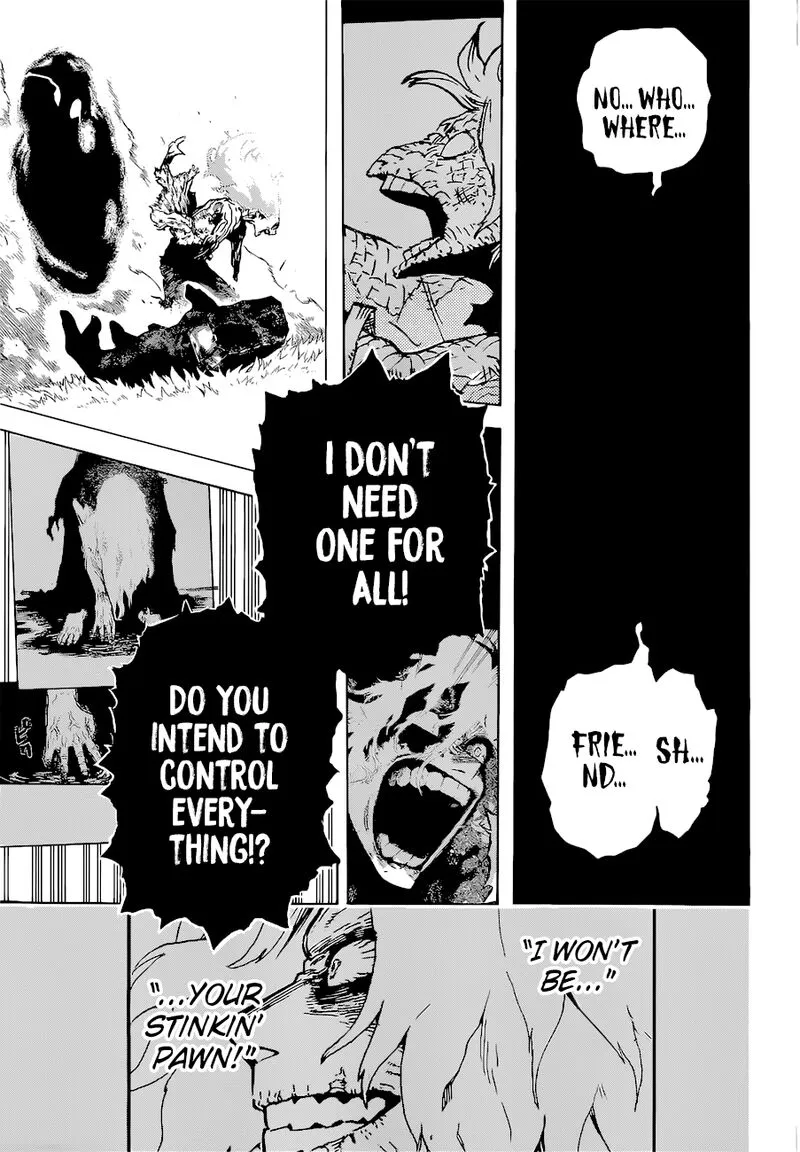 NO... WHO...
WHERE...
SH...
FRIE...
ND...
I DON'T
NEED
ONE FOR
ALL!
DO YOU
INTEND TO
CONTROL
EVERY-
THING!?
"I WON'T
BE..."
"...YOUR
STINKIN'
PAWN!"